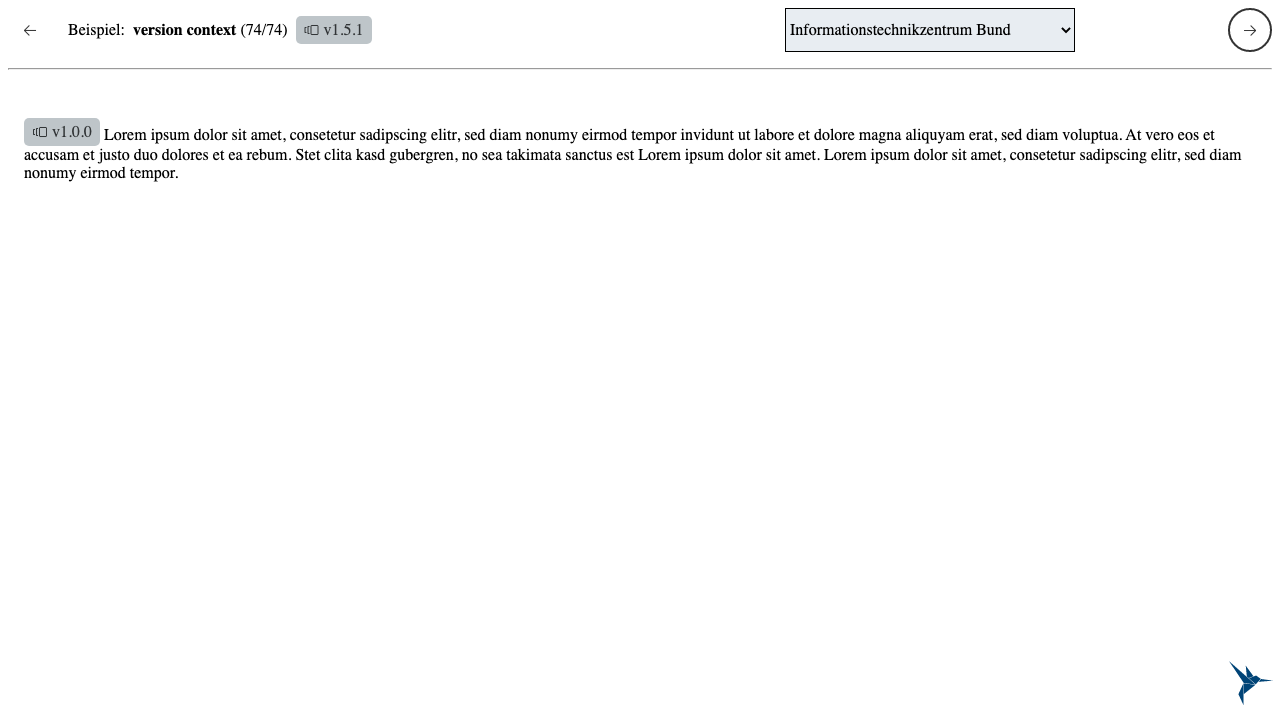 Beispiel: version context (74/74) v1.5.1 Informationstechnikzentrum Bund
v1.0.0 Lorem ipsum dolor sit amet, consetetur sadipscing elitr, sed diam nonumy eirmod tempor invidunt ut labore et dolore magna aliquyam erat, sed diam voluptua. At vero eos et
accusam et justo duo dolores et ea rebum. Stet clita kasd gubergren, no sea takimata sanctus est Lorem ipsum dolor sit amet. Lorem ipsum dolor sit amet, consetetur sadipscing elitr, sed diam
nonumy eirmod tempor.